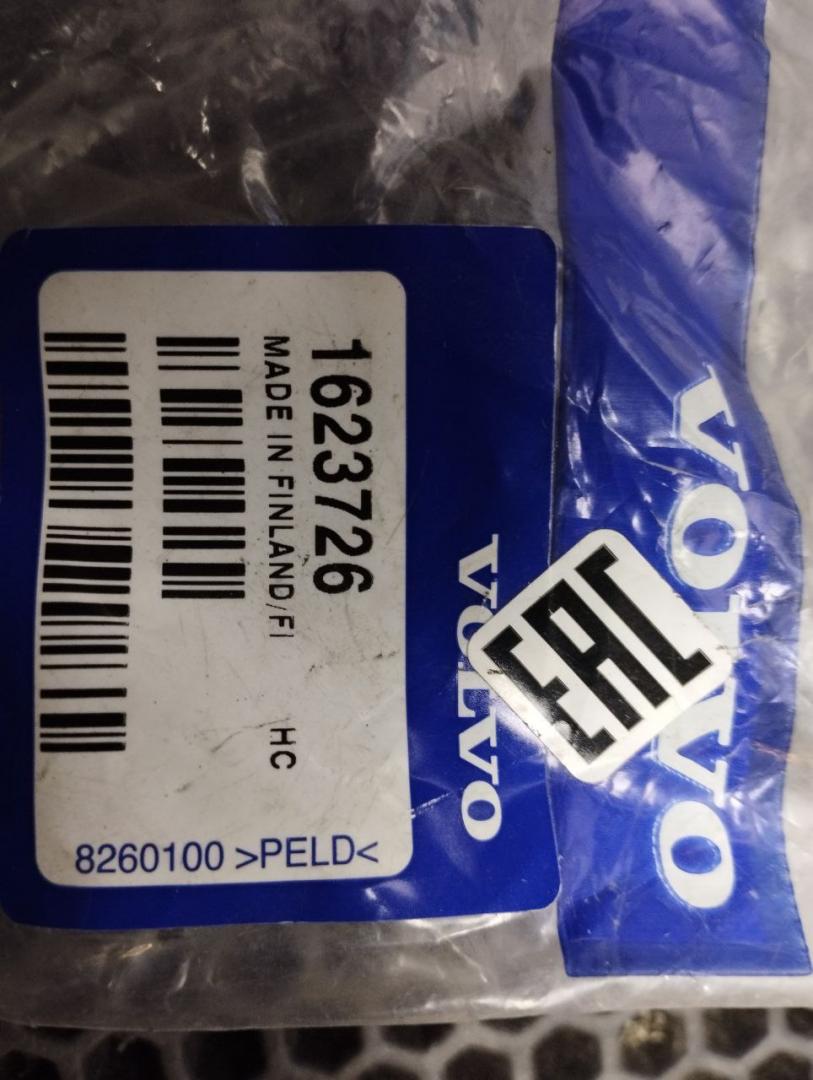 VOLVO
VOLVO
EAC
1623726
MADE IN FINLAND/FI HC
8260100 >PELD<